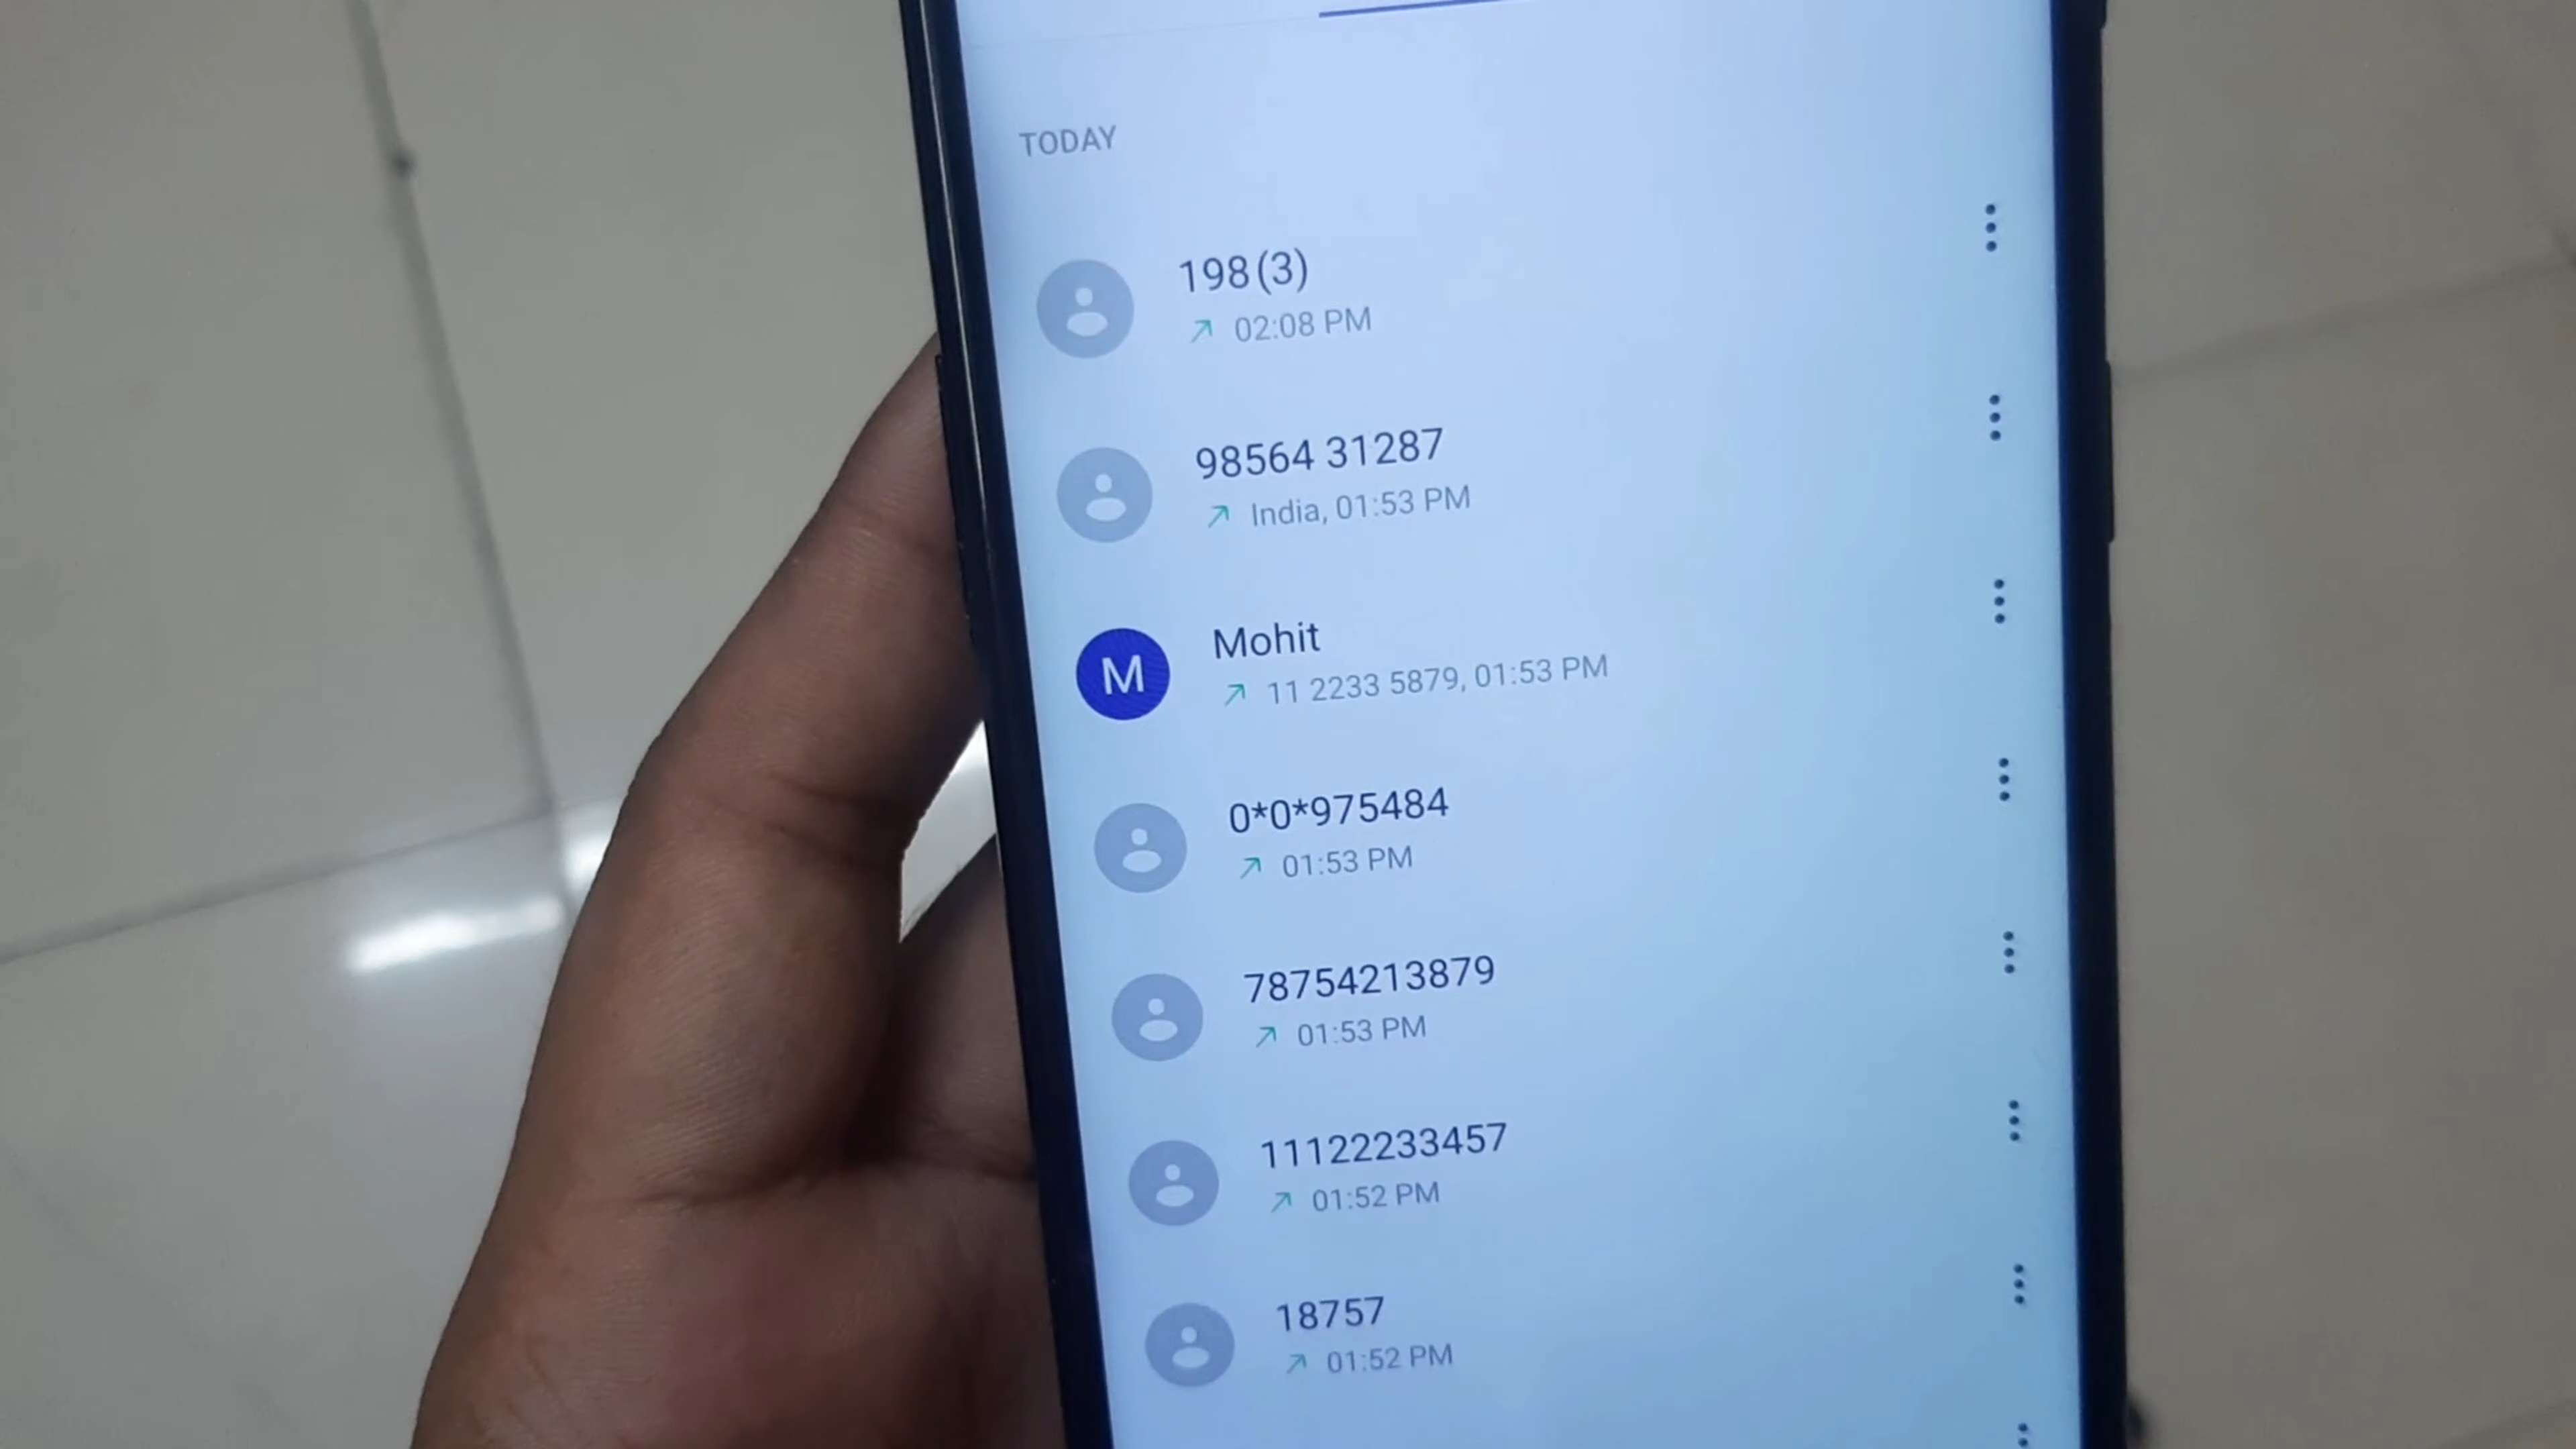 TODAY
198(3)
02:08 PM
98564 31287
India, 01:53 PM
M
Mohit
11 2233 5879, 01:53 PM
0*0*975484
01:53 PM
78754213879
01:53 PM
11122233457
01:52 PM
18757
01:52 PM